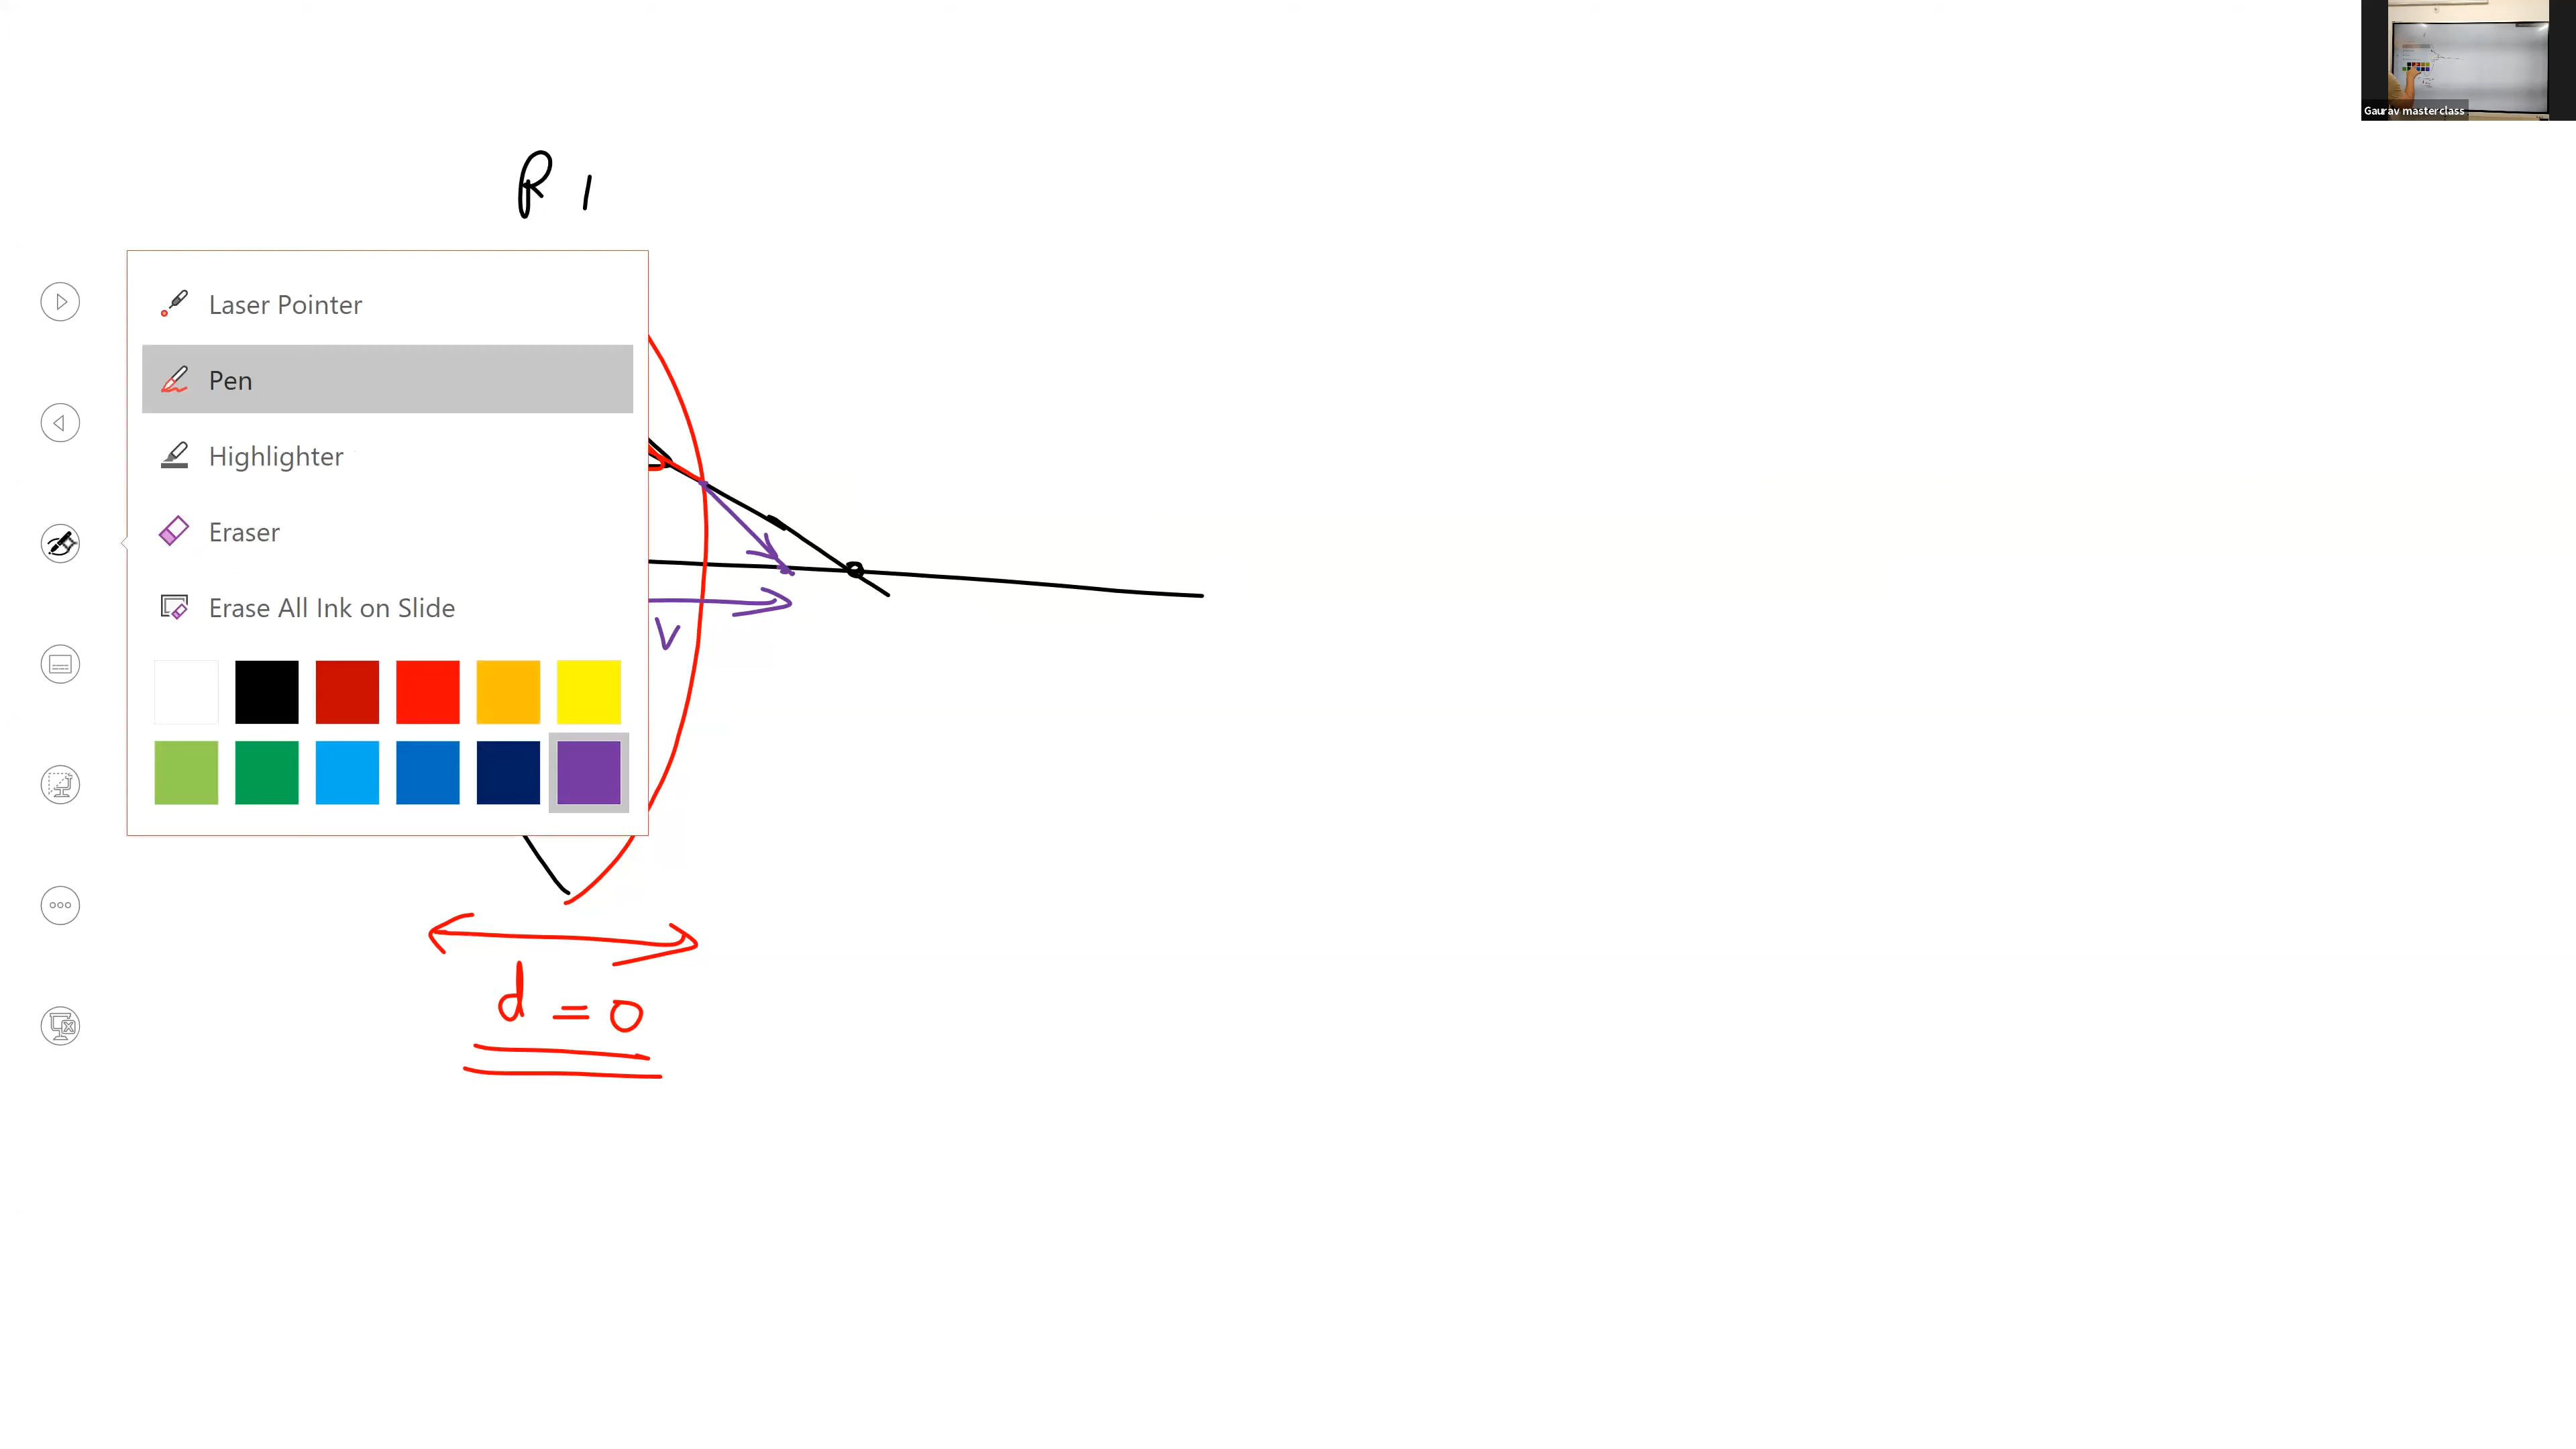 Gaurav masterclass
R 1
Laser Pointer
Pen
Highlighter
Eraser
Erase All Ink on Slide
V
d = 0